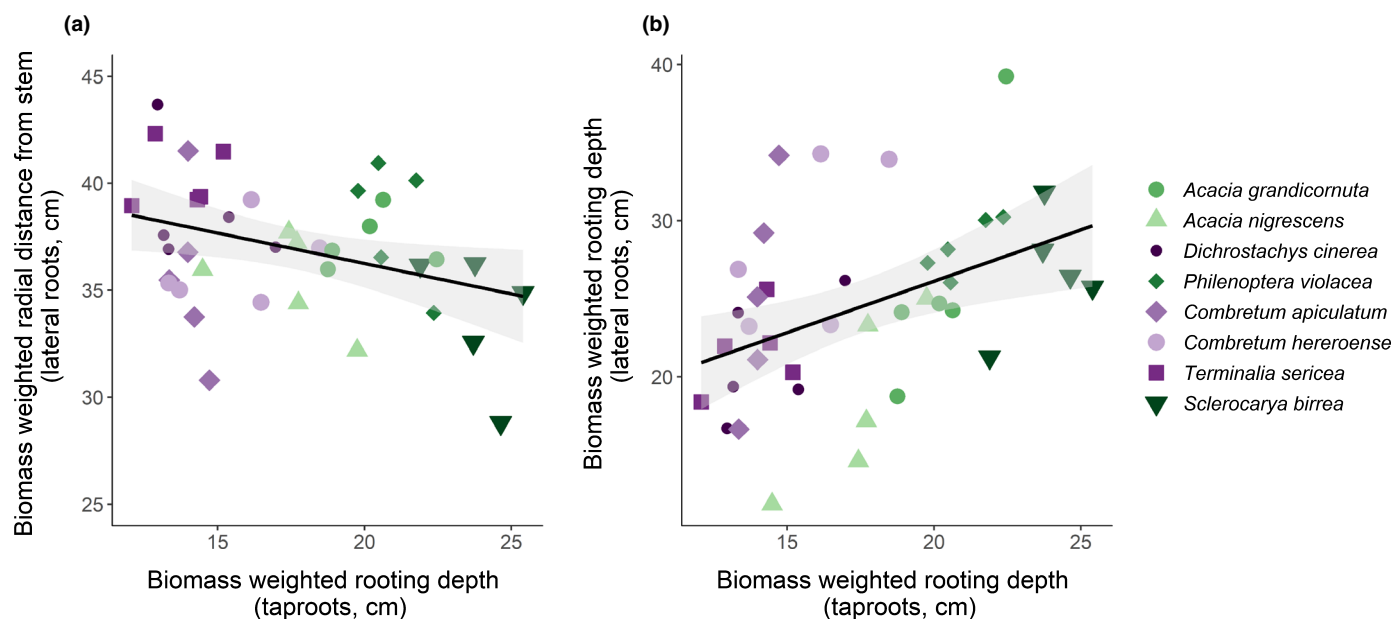 (a)
Biomass weighted radial distance from stem
(lateral roots, cm)
45
40
35
30
25
15
20
25
Biomass weighted rooting depth
(taproots, cm)
(b)
Biomass weighted rooting depth
(lateral roots, cm)
40
30
20
15
20
25
Biomass weighted rooting depth
(taproots, cm)
Acacia grandicornuta
Acacia nigrescens
Dichrostachys cinerea
Philenoptera violacea
Combretum apiculatum
Combretum hereroense
Terminalia sericea
Sclerocarya birrea